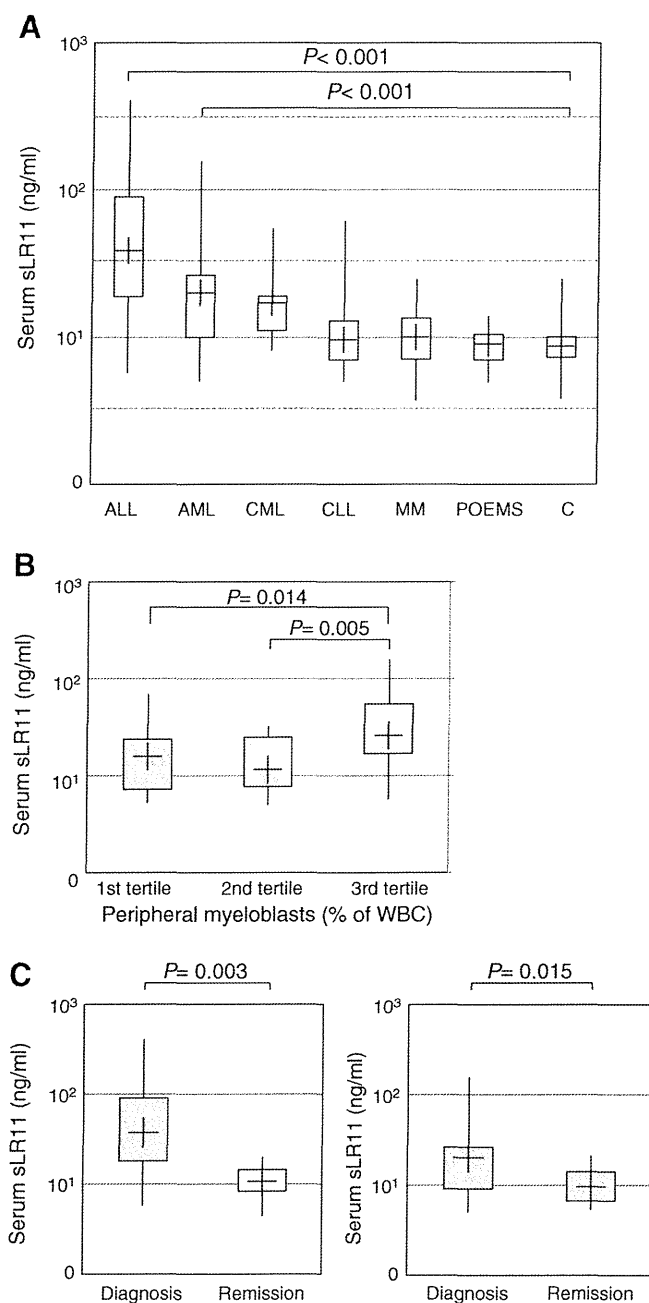 A
10³
P< 0.001
P< 0.001
10²
Serum sLR11 (ng/ml)
10¹
0
ALL AML CML CLL MM POEMS C
B
10³
P= 0.014
P= 0.005
10²
Serum sLR11 (ng/ml)
10¹
0
1st tertile 2nd tertile 3rd tertile
Peripheral myeloblasts (% of WBC)
C
P= 0.003
10³
10²
Serum sLR11 (ng/ml)
10¹
0
Diagnosis Remission
P= 0.015
10³
10²
Serum sLR11 (ng/ml)
10¹
0
Diagnosis Remission